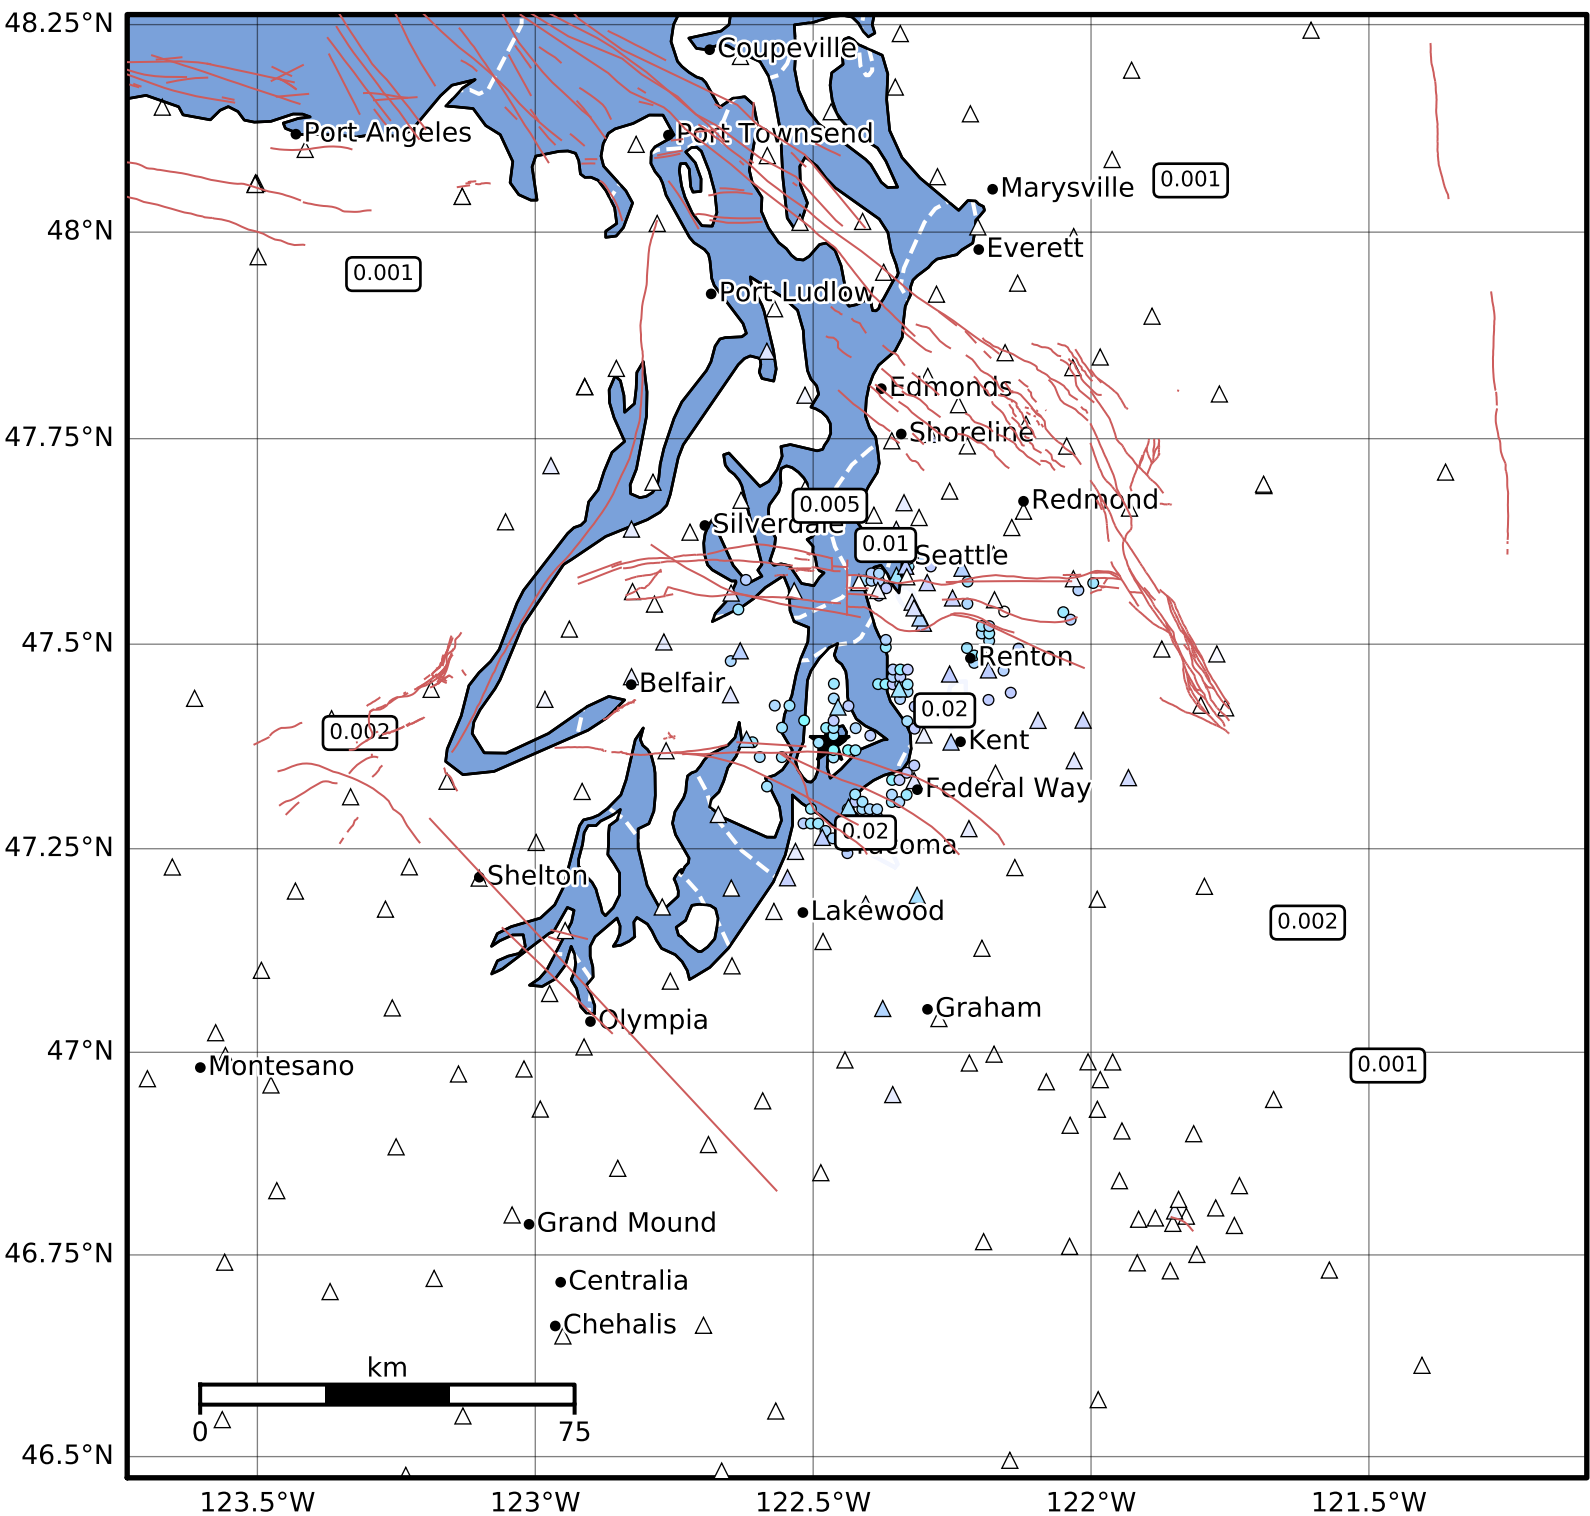 48.25°N
Coupeville
Port Angeles
Port Townsend
Marysville
0.001
48°N
Everett
0.001
Port Ludlow
Edmonds
47.75°N
Shoreline
Redmond
0.005
Silverdale
0.01
Seattle
47.5°N
Renton
Belfair
0.02
0.002
Kent
Federal Way
0.02
Tacoma
47.25°N
Shelton
Lakewood
0.002
Graham
Olympia
47°N
Montesano
0.001
Grand Mound
46.75°N
Centralia
Chehalis
km
0
75
46.5°N
123.5°W
123°W
122.5°W
122°W
121.5°W